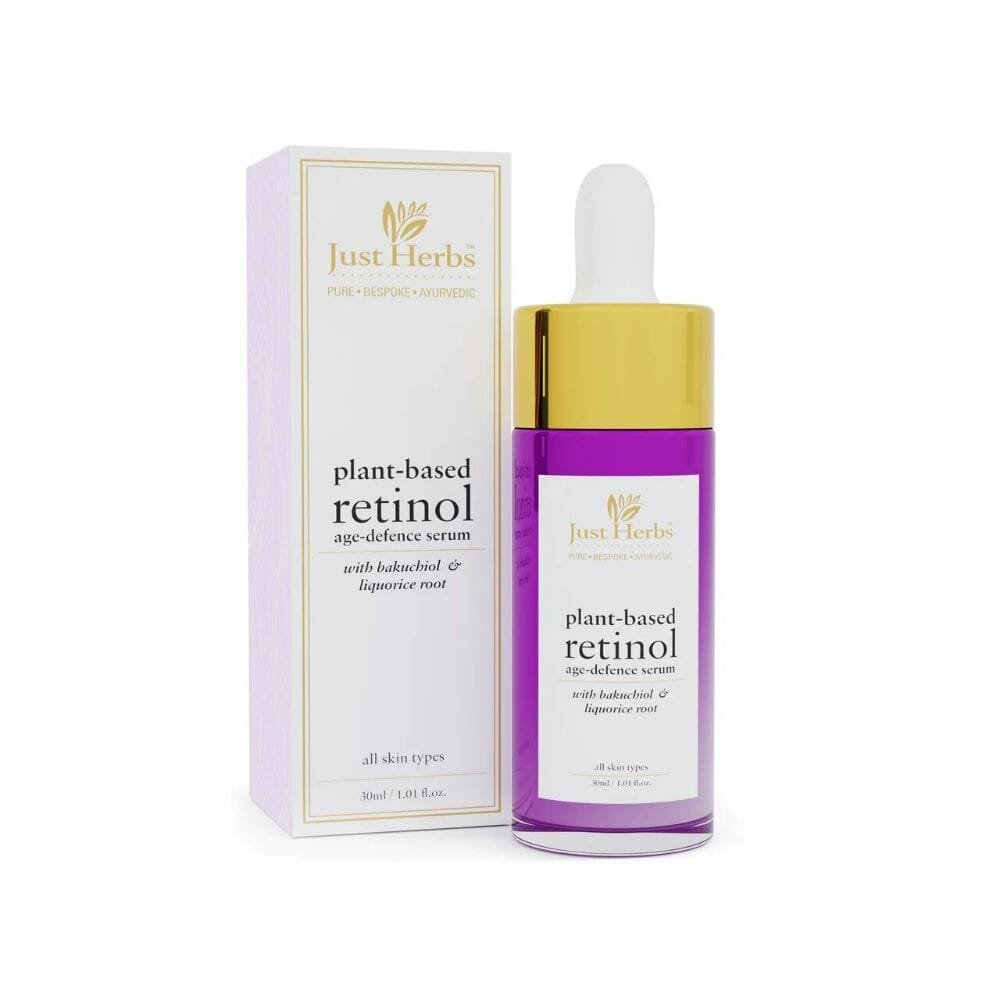 Just Herbs™
PURE • BESPOKE • AYURVEDIC
plant-based
retinol
age-defence serum
with bakuchiol &
liquorice root
all skin types
30ml / 1.01 fl.oz.
Just Herbs™
PURE • BESPOKE • AYURVEDIC
plant-based
retinol
age-defence serum
with bakuchiol &
liquorice root
all skin types
30ml / 1.01 fl.oz.